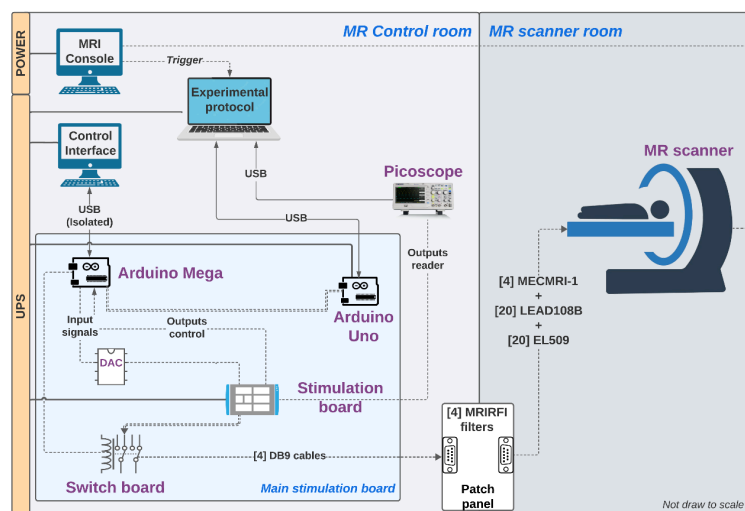 MR Control room
MR scanner room
POWER
MRI
Console
Trigger
Experimental
protocol
Control
Interface
MR scanner
USB
Picoscope
USB
(Isolated)
USB
Outputs
reader
Arduino Mega
[4] MECMRI-1
+
[20] LEAD108B
+
[20] EL509
UPS
Input
signals
Outputs
control
Arduino
Uno
DAC
Stimulation
board
[4] MRIRFI
filters
[4] DB9 cables
Switch board
Main stimulation board
Patch
panel
Not draw to scale